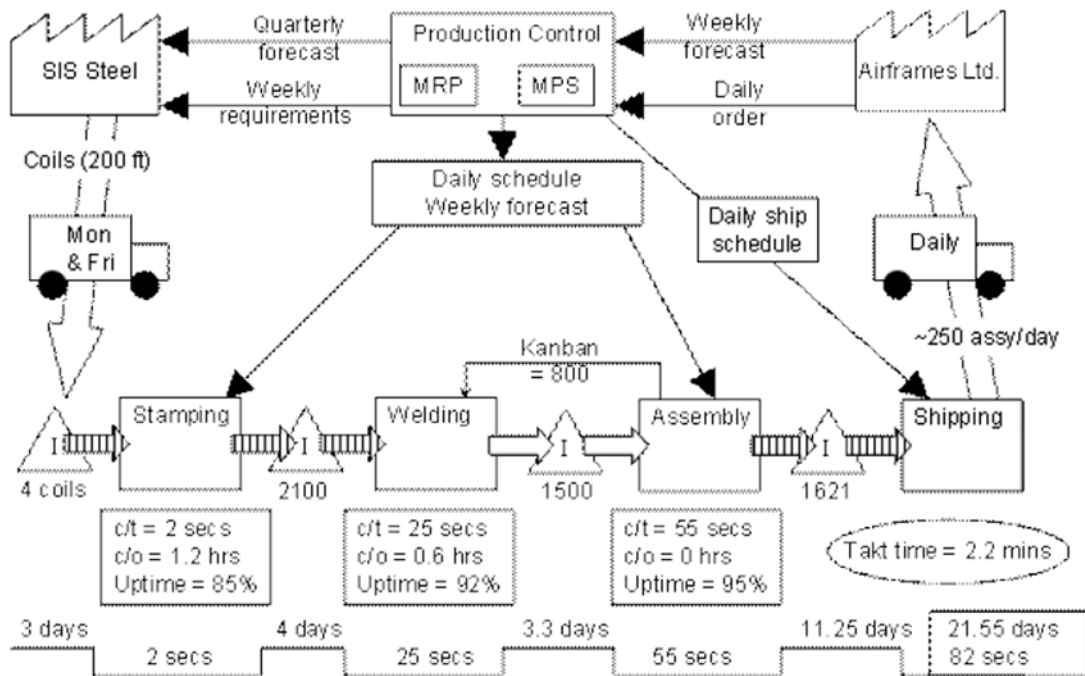 Quarterly
forecast
Production Control
Weekly
forecast
SIS Steel
MRP
MPS
Airframes Ltd.
Weekly
requirements
Daily
order
Coils (200 ft)
Daily schedule
Weekly forecast
Mon
& Fri
Daily ship
schedule
Daily
~250 assy/day
Kanban
= 800
Stamping
Welding
Assembly
Shipping
I
I
I
I
4 coils
2100
1500
1621
c/t = 2 secs
c/o = 1.2 hrs
Uptime = 85%
c/t = 25 secs
c/o = 0.6 hrs
Uptime = 92%
c/t = 55 secs
c/o = 0 hrs
Uptime = 95%
Takt time = 2.2 mins
3 days
4 days
3.3 days
11.25 days
21.55 days
2 secs
25 secs
55 secs
82 secs